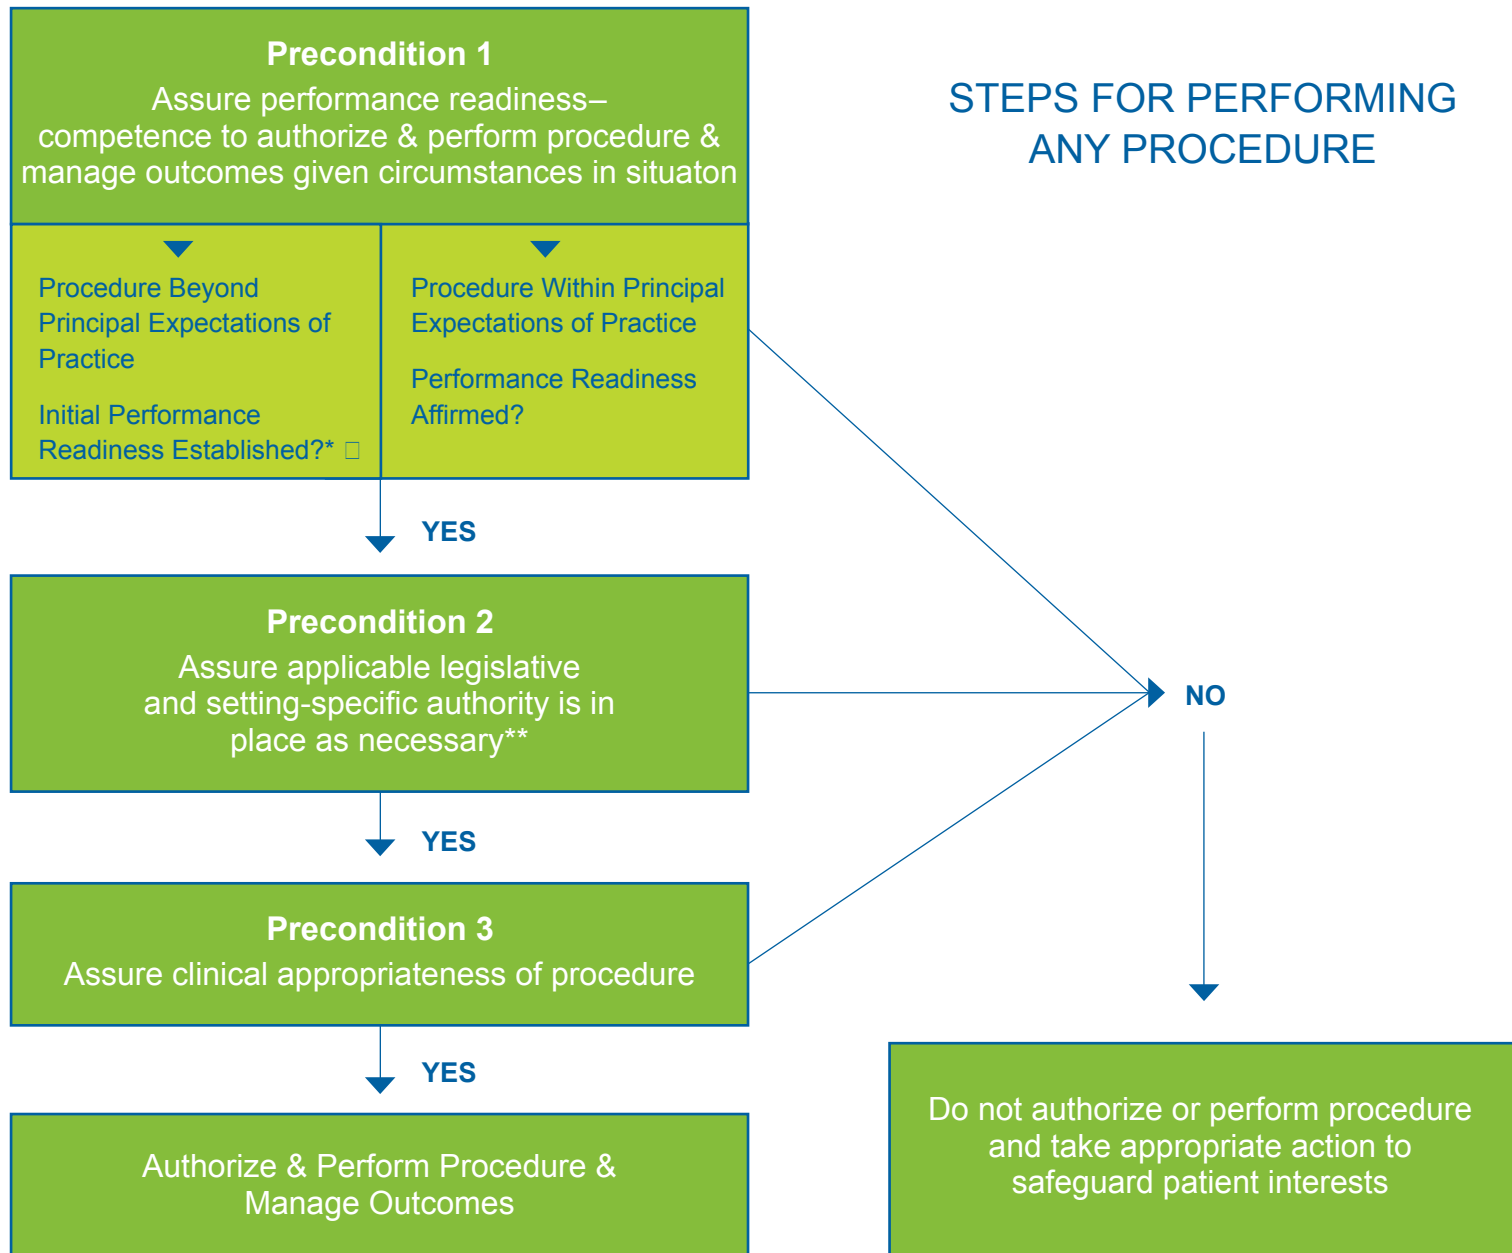 Precondition 1
Assure performance readiness–
competence to authorize & perform procedure &
manage outcomes given circumstances in situaton
STEPS FOR PERFORMING
ANY PROCEDURE
Procedure Beyond
Principal Expectations of
Practice
Initial Performance
Readiness Established?* □
Procedure Within Principal
Expectations of Practice
Performance Readiness
Affirmed?
YES
Precondition 2
Assure applicable legislative
and setting-specific authority is in
place as necessary**
NO
YES
Precondition 3
Assure clinical appropriateness of procedure
YES
Authorize & Perform Procedure &
Manage Outcomes
Do not authorize or perform procedure
and take appropriate action to
safeguard patient interests